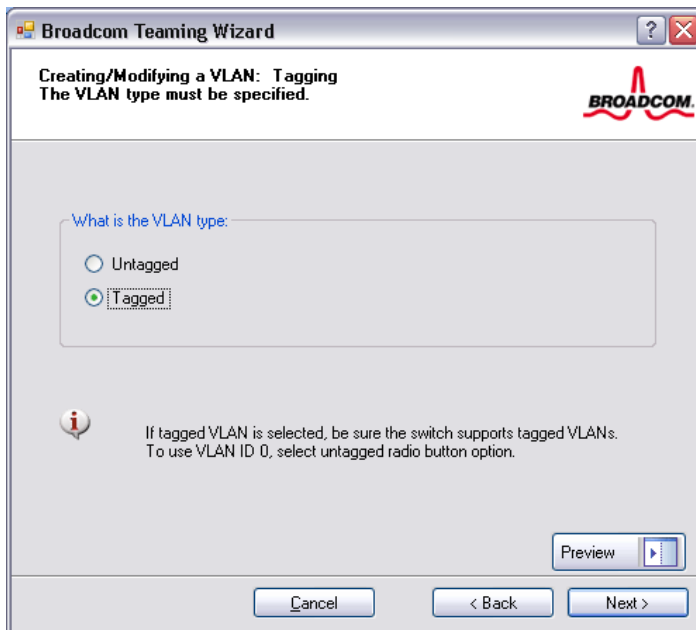 Broadcom Teaming Wizard
Creating/Modifying a VLAN: Tagging
The VLAN type must be specified.
BROADCOM.
What is the VLAN type:
Untagged
Tagged
If tagged VLAN is selected, be sure the switch supports tagged VLANs.
To use VLAN ID 0, select untagged radio button option.
Preview
Cancel
< Back
Next >